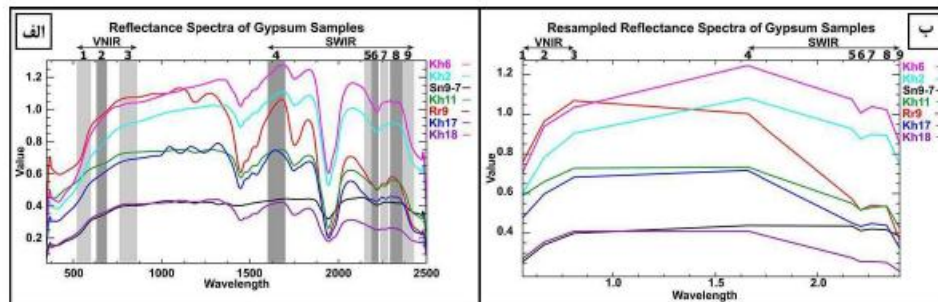 الف
Reflectance Spectra of Gypsum Samples
VNIR
SWIR
1 2 3 4 5 6 7 8 9
Kh6
Kh2
Sn9-7
Kh11
Rr9
Kh17
Kh18
Value
1.2
1.0
0.8
0.6
0.4
0.2
500 1000 1500 2000 2500
Wavelength
ب
Resampled Reflectance Spectra of Gypsum Samples
VNIR
SWIR
1 2 3 4 5 6 7 8 9
Kh6
Kh2
Sn9-7
Kh11
Rr9
Kh17
Kh18
Value
1.2
1.0
0.8
0.6
0.4
1.0 1.5 2.0
Wavelength